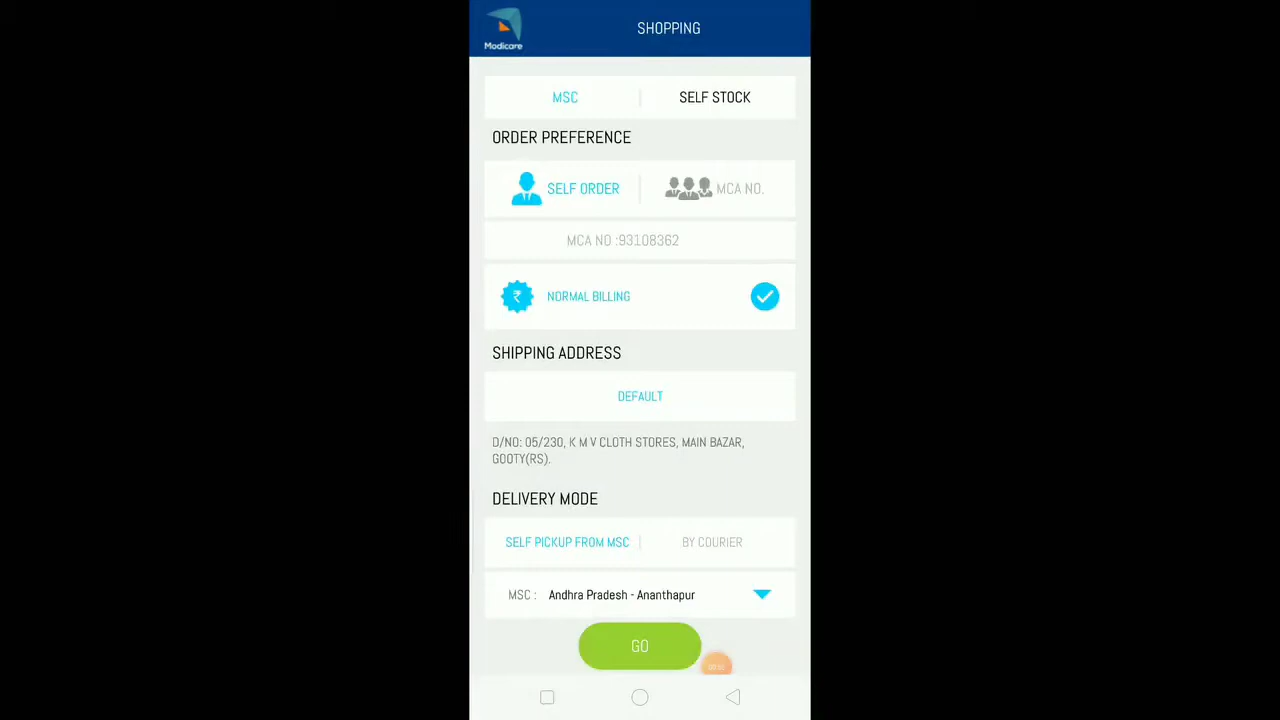 Modicare
SHOPPING
MSC
SELF STOCK
ORDER PREFERENCE
SELF ORDER
MCA NO.
MCA NO :93108362
₹
NORMAL BILLING
SHIPPING ADDRESS
DEFAULT
D/NO: 05/230, K M V CLOTH STORES, MAIN BAZAR,
GOOTY(RS).
DELIVERY MODE
SELF PICKUP FROM MSC
BY COURIER
MSC : Andhra Pradesh - Ananthapur
GO